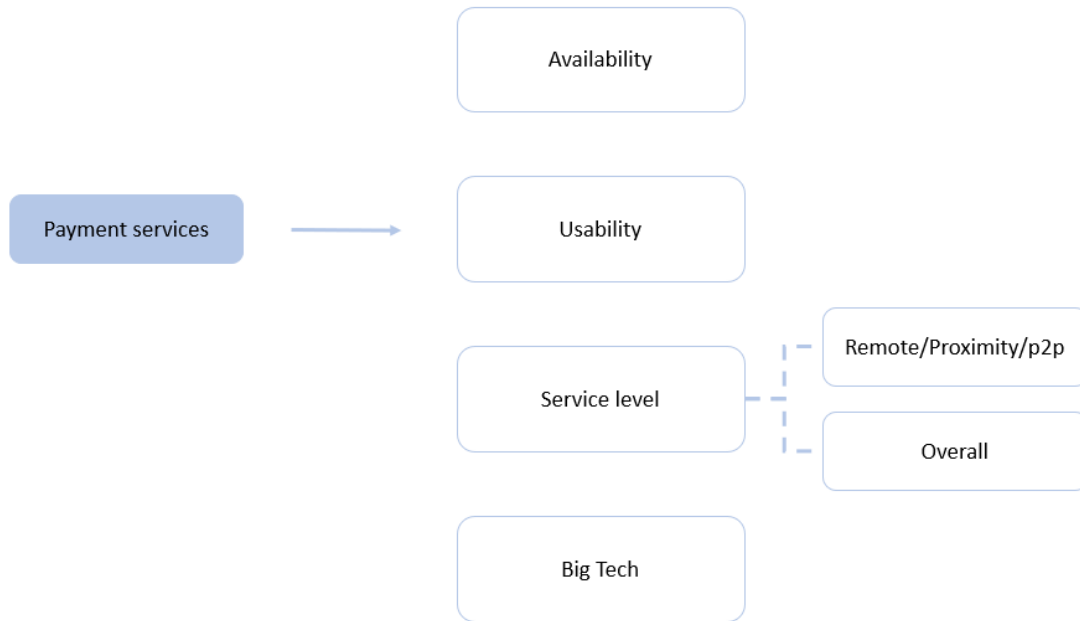 Availability
Payment services
Usability
Remote/Proximity/p2p
Service level
Overall
Big Tech